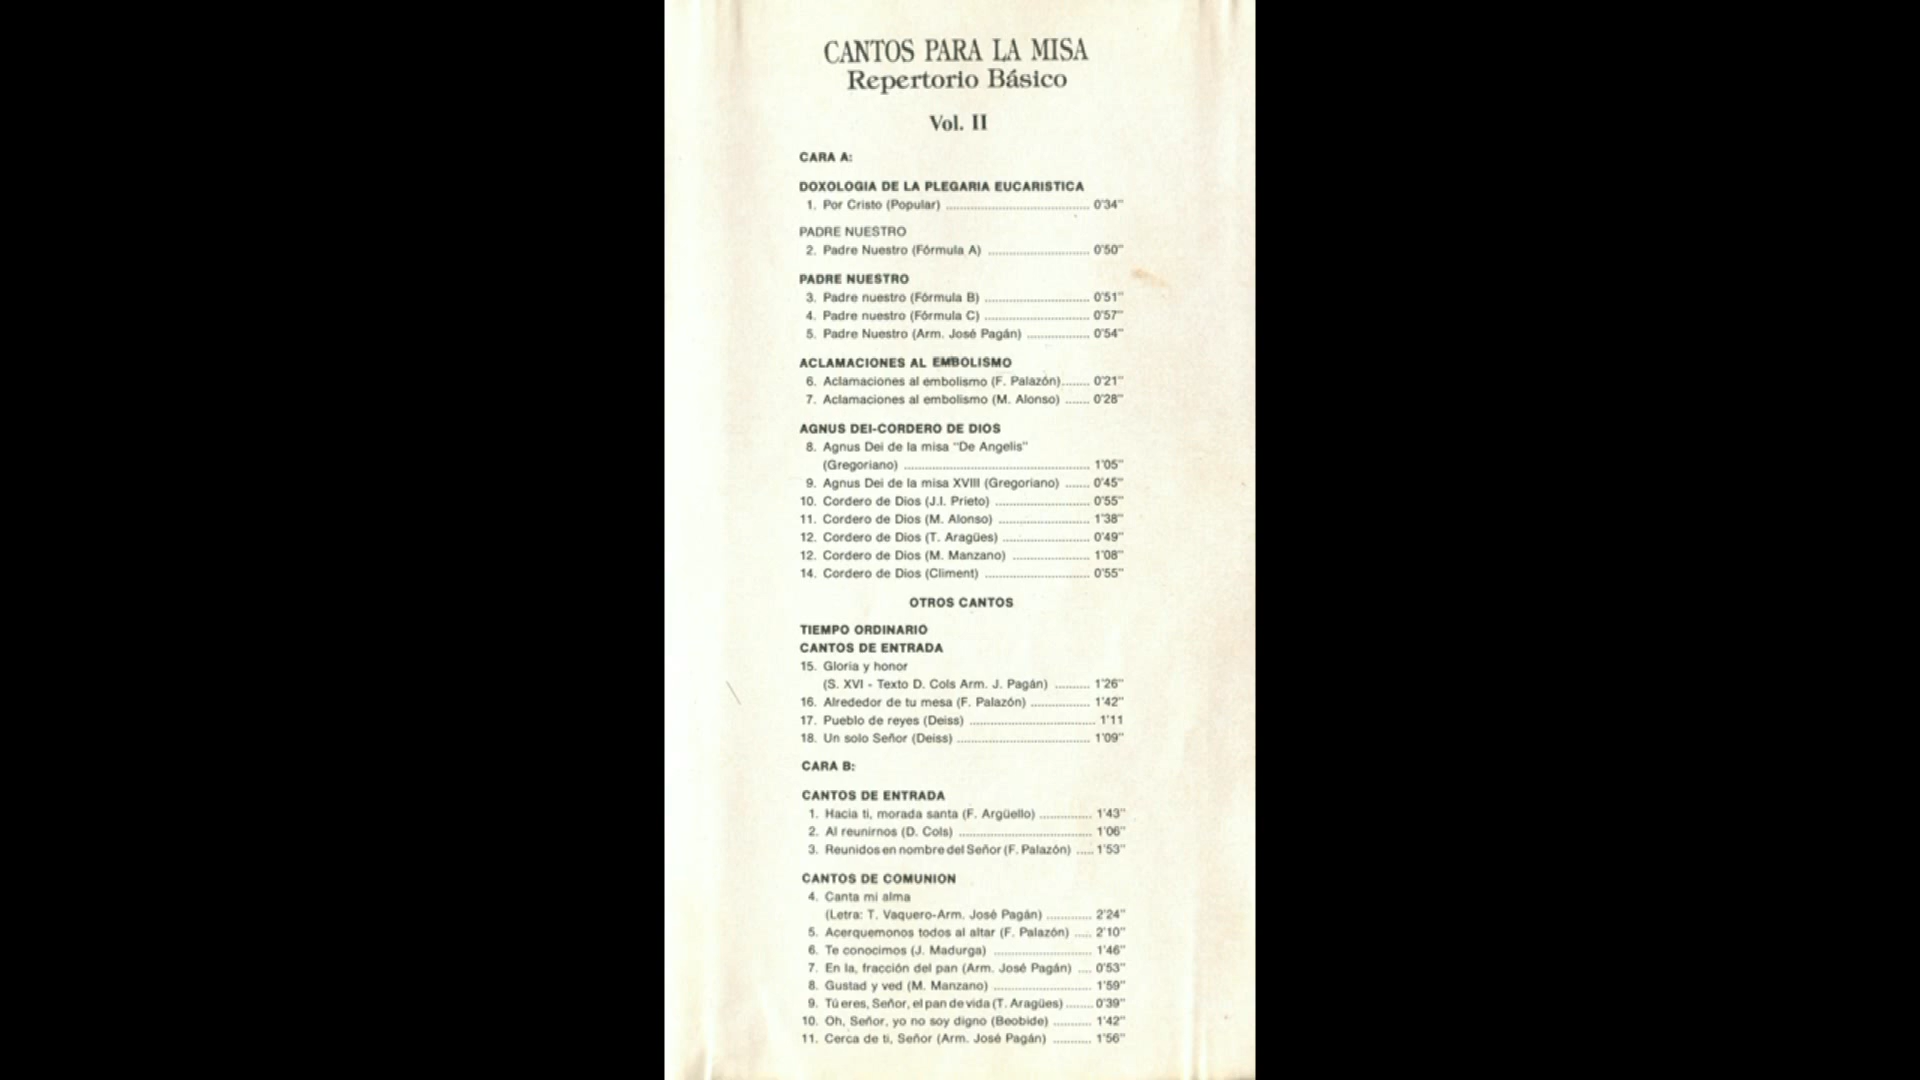 CANTOS PARA LA MISA
Repertorio Básico
Vol. II
CARA A:
DOXOLOGIA DE LA PLEGARIA EUCARISTICA
1. Por Cristo (Popular) ........................................ 0'34"
PADRE NUESTRO
2. Padre Nuestro (Fórmula A) ............................ 0'50"
PADRE NUESTRO
3. Padre nuestro (Fórmula B) ............................. 0'51"
4. Padre nuestro (Fórmula C) ............................. 0'57"
5. Padre Nuestro (Arm. José Pagán) ................. 0'54"
ACLAMACIONES AL EMBOLISMO
6. Aclamaciones al embolismo (F. Palazón)........ 0'21"
7. Aclamaciones al embolismo (M. Alonso) ....... 0'28"
AGNUS DEI-CORDERO DE DIOS
8. Agnus Dei de la misa "De Angelis"
(Gregoriano) .................................................... 1'05"
9. Agnus Dei de la misa XVIII (Gregoriano) ....... 0'45"
10. Cordero de Dios (J.I. Prieto) .......................... 0'55"
11. Cordero de Dios (M. Alonso) ......................... 1'38"
12. Cordero de Dios (T. Aragües) ........................ 0'49"
12. Cordero de Dios (M. Manzano) ..................... 1'08"
14. Cordero de Dios (Climent) ............................. 0'55"
OTROS CANTOS
TIEMPO ORDINARIO
CANTOS DE ENTRADA
15. Gloria y honor
(S. XVI - Texto D. Cols Arm. J. Pagán) .......... 1'26"
16. Alrededor de tu mesa (F. Palazón) ................ 1'42"
17. Pueblo de reyes (Deiss) ................................... 1'11
18. Un solo Señor (Deiss) ..................................... 1'09"
CARA B:
CANTOS DE ENTRADA
1. Hacia ti, morada santa (F. Argüello) .............. 1'43"
2. Al reunirnos (D. Cols) ..................................... 1'06"
3. Reunidos en nombre del Señor (F. Palazón) ..... 1'53"
CANTOS DE COMUNION
4. Canta mi alma
(Letra: T. Vaquero-Arm. José Pagán) ............ 2'24"
5. Acerquemonos todos al altar (F. Palazón) ..... 2'10"
6. Te conocimos (J. Madurga) ........................... 1'46"
7. En la, fracción del pan (Arm. José Pagán) .... 0'53"
8. Gustad y ved (M. Manzano) ........................... 1'59"
9. Tú eres, Señor, el pan de vida (T. Aragües) ........ 0'39"
10. Oh, Señor, yo no soy digno (Beobide) ........... 1'42"
11. Cerca de ti, Señor (Arm. José Pagán) ........... 1'56"